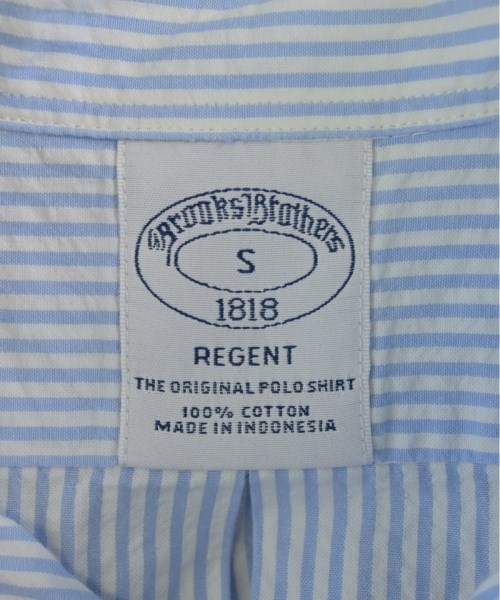 Brooks Brothers
S
1818
REGENT
THE ORIGINAL POLO SHIRT
100% COTTON
MADE IN INDONESIA